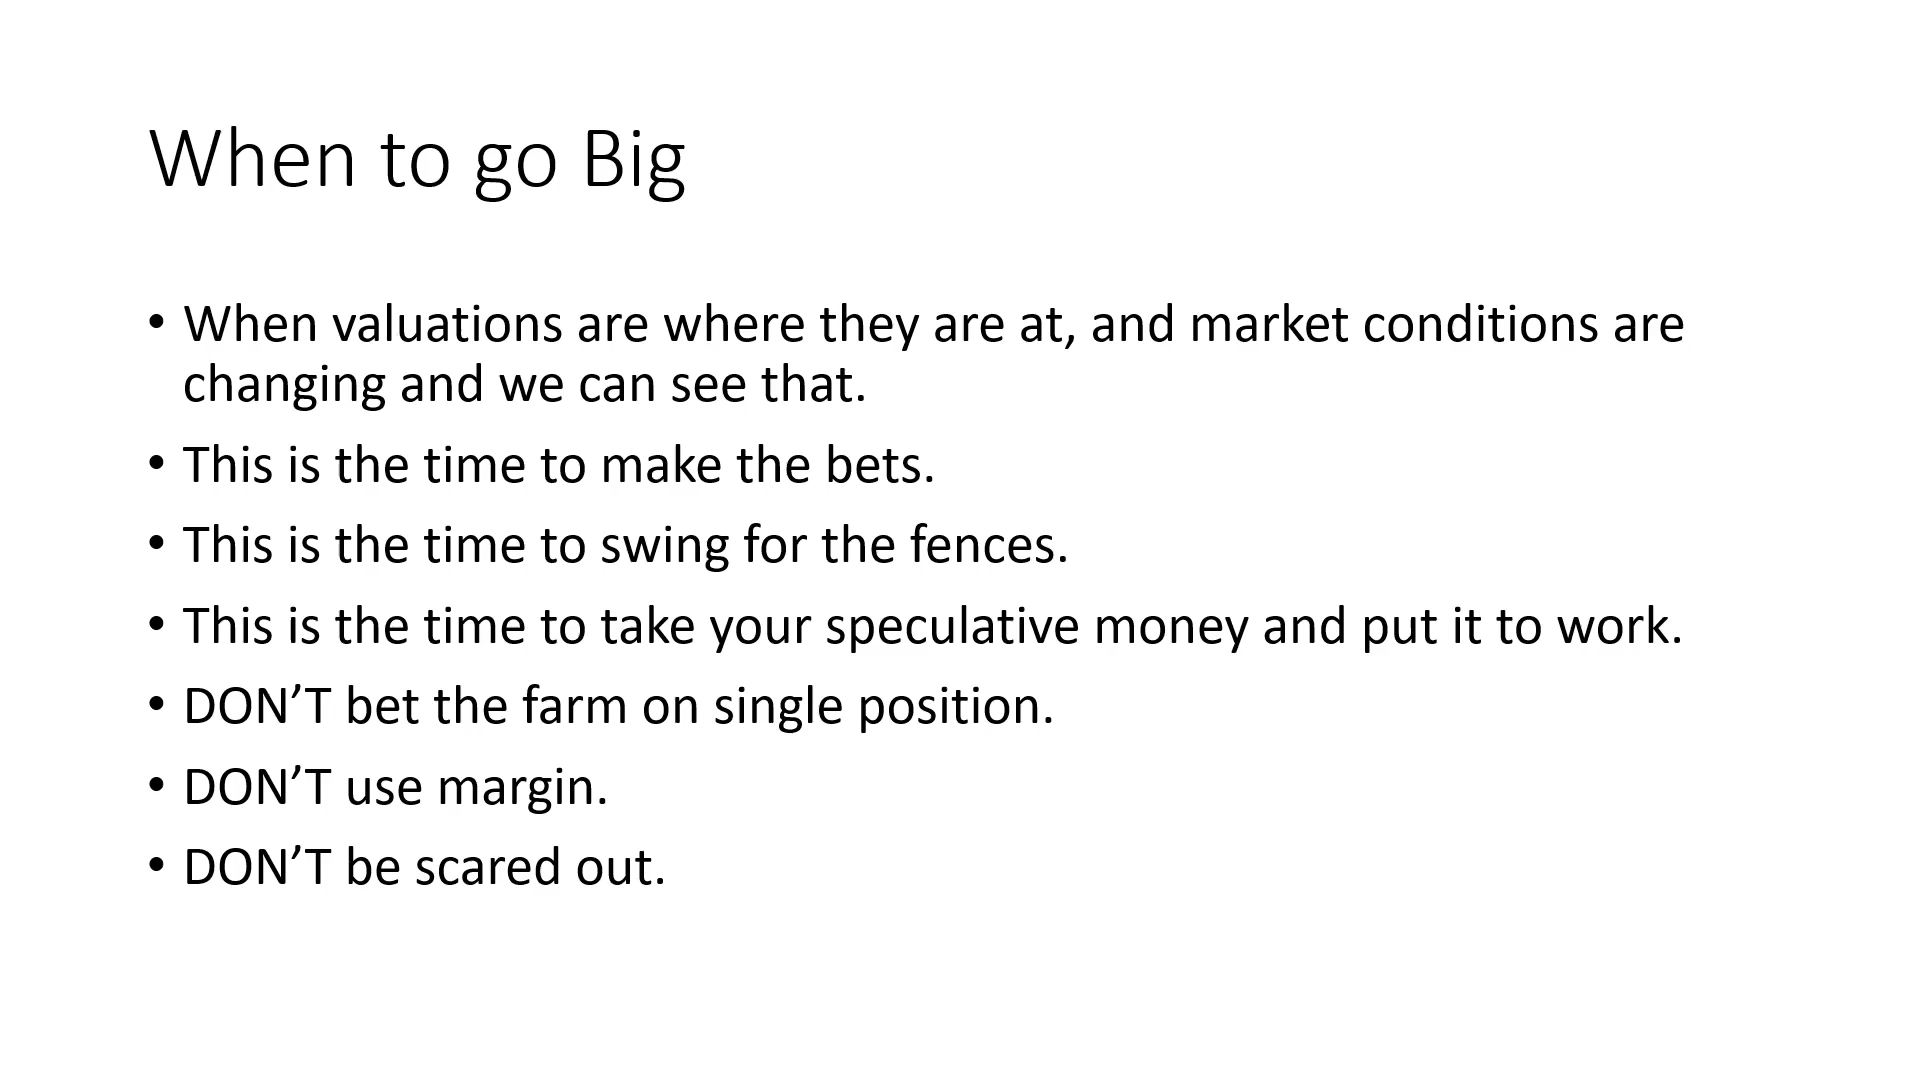 When to go Big
• When valuations are where they are at, and market conditions are
changing and we can see that.
• This is the time to make the bets.
• This is the time to swing for the fences.
• This is the time to take your speculative money and put it to work.
• DON’T bet the farm on single position.
• DON’T use margin.
• DON’T be scared out.